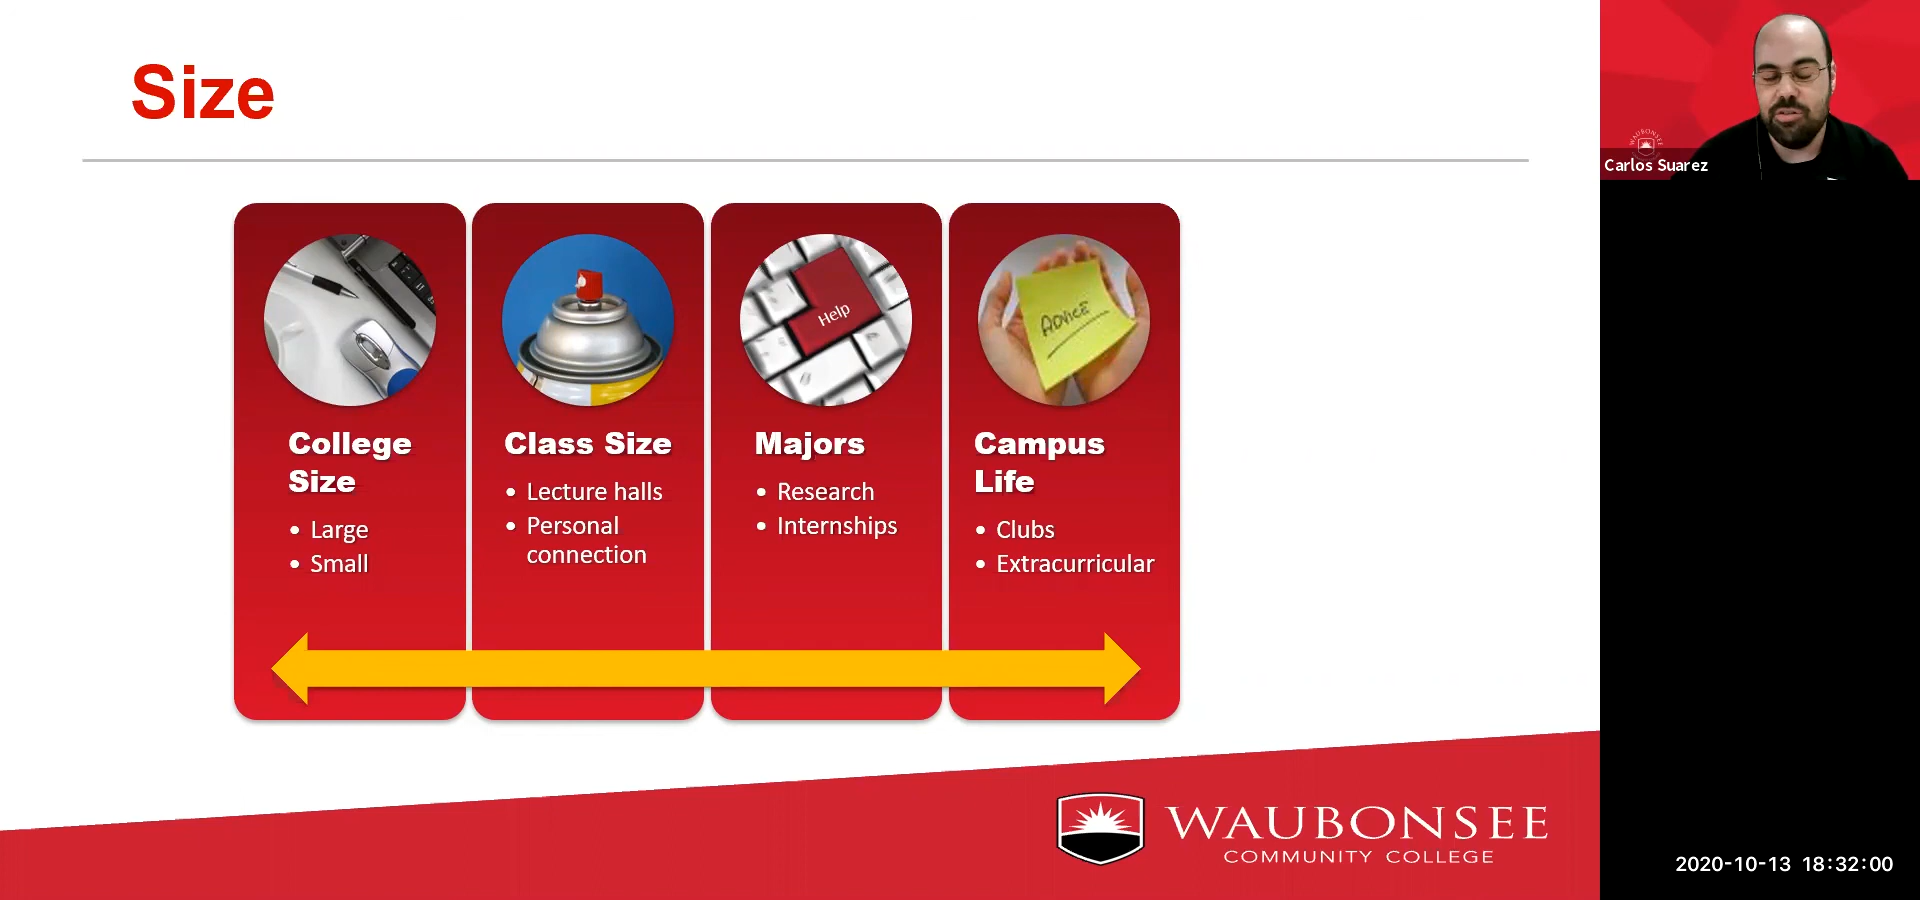 Size
College
Size
• Large
• Small
Class Size
• Lecture halls
• Personal
connection
Help
Majors
• Research
• Internships
ADVICE
Campus
Life
• Clubs
• Extracurricular
WAUBONSEE
COMMUNITY COLLEGE
WAUBONSEE
Carlos Suarez
2020-10-13 18:32:00